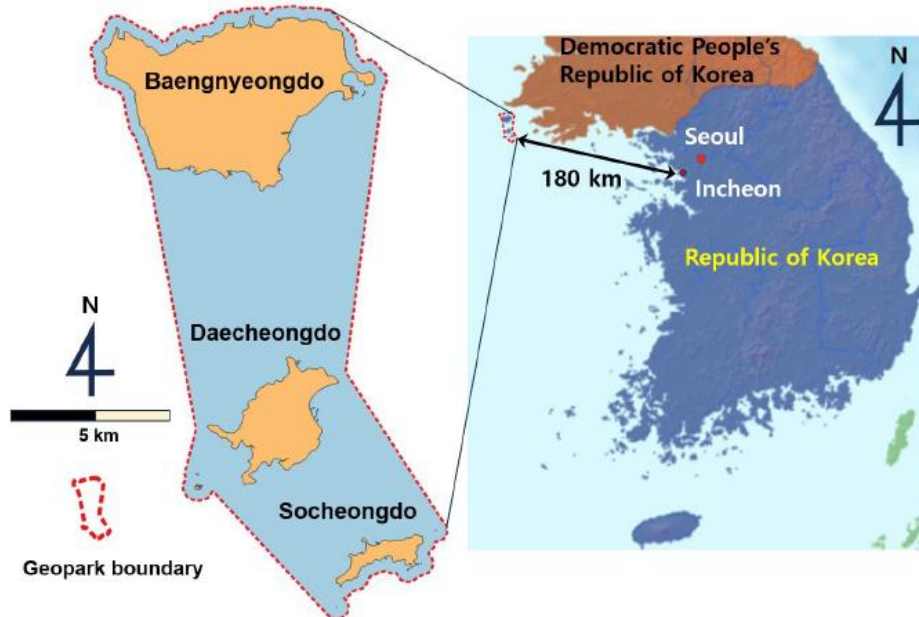 Baengnyeongdo
Daecheongdo
N
5 km
Socheongdo
Geopark boundary
Democratic People's
Republic of Korea
N
Seoul
180 km
Incheon
Republic of Korea